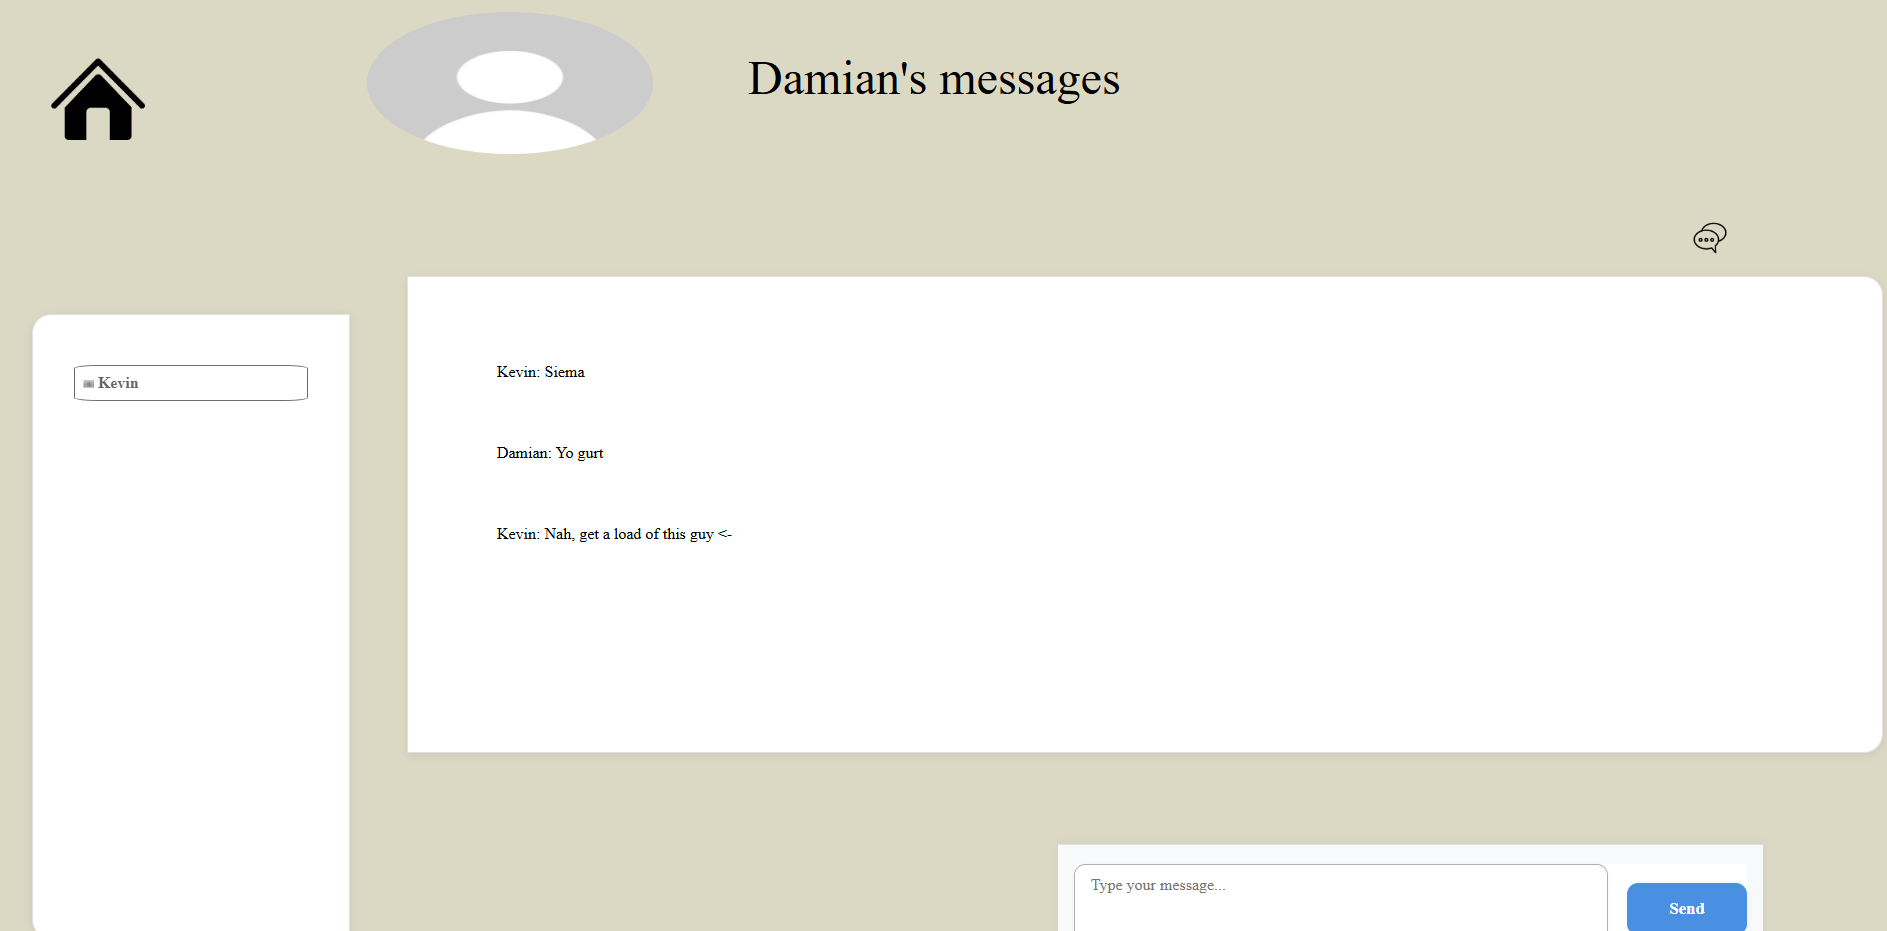 Damian's messages
Kevin
Kevin: Siema
Damian: Yo gurt
Kevin: Nah, get a load of this guy <-
Type your message...
Send